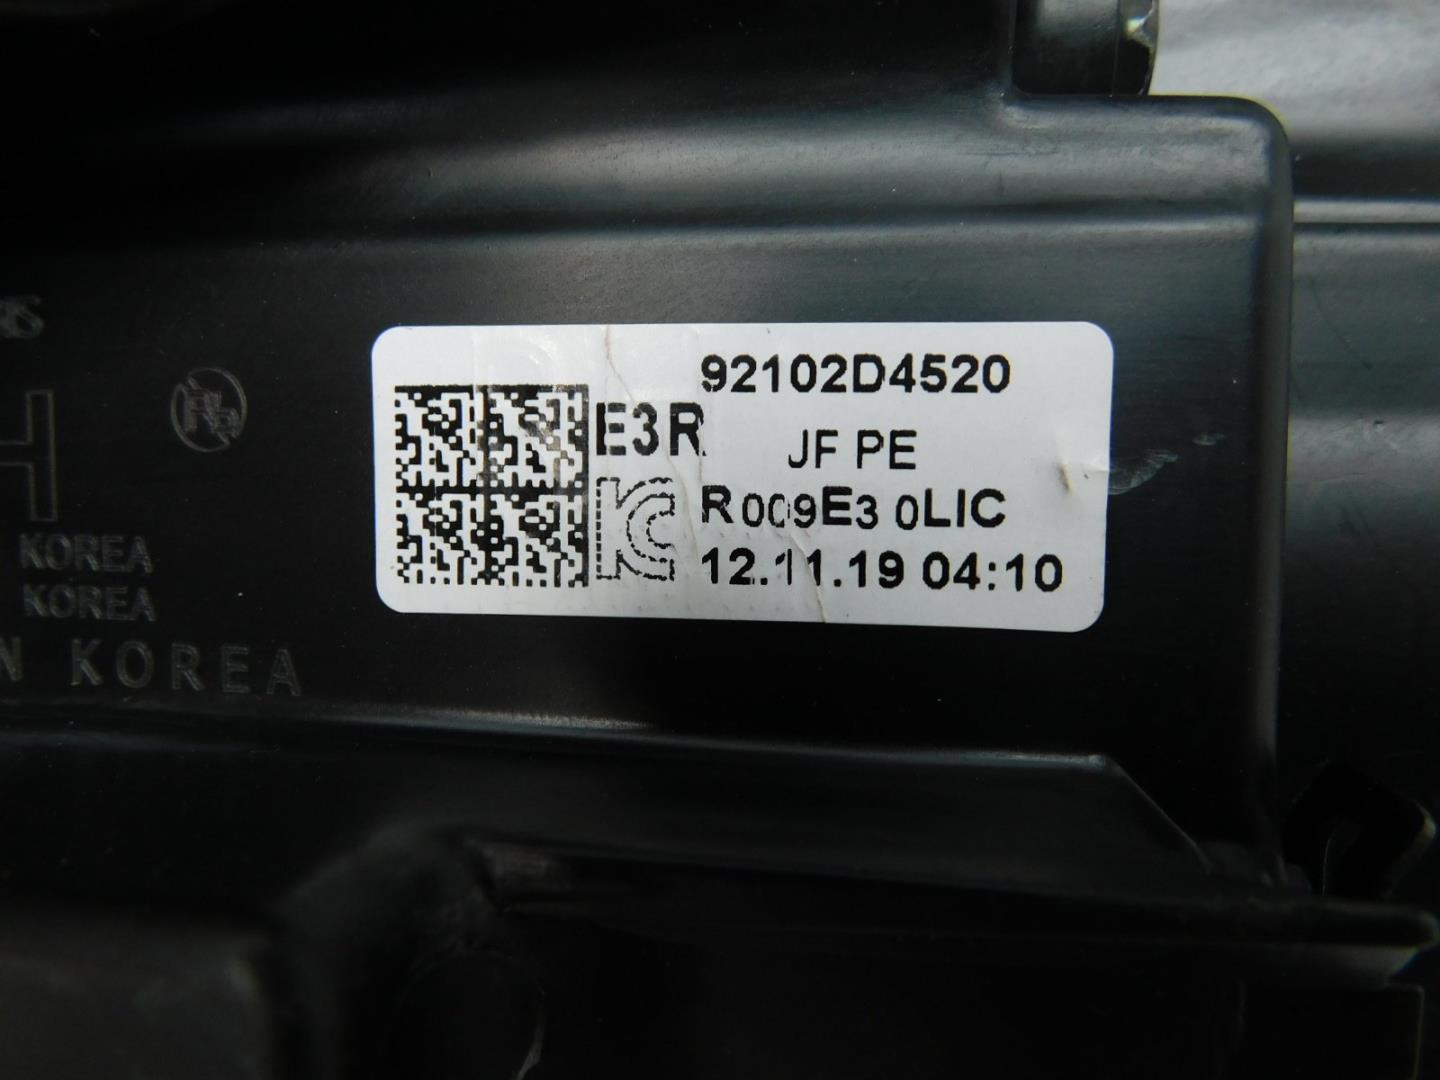 92102D4520
E3R
JF PE
R009E3 0LIC
12.11.19 04:10
KOREA
KOREA
N KOREA